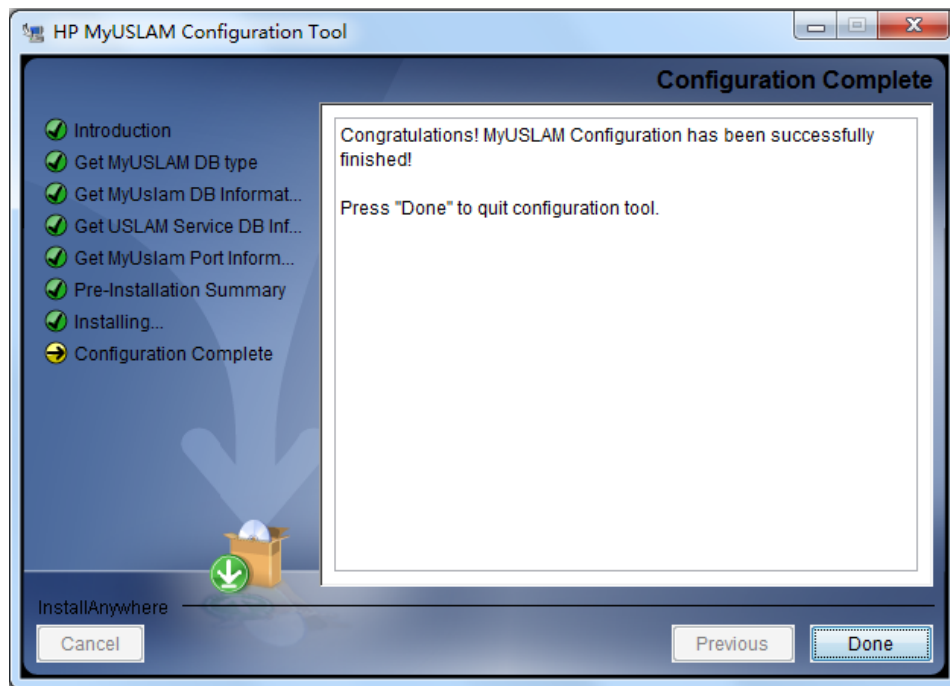 HP MyUSLAM Configuration Tool
Configuration Complete
Introduction
Get MyUSLAM DB type
Get MyUslam DB Informat...
Get USLAM Service DB Inf...
Get MyUslam Port Inform...
Pre-Installation Summary
Installing...
Configuration Complete
Congratulations! MyUSLAM Configuration has been successfully
finished!
Press "Done" to quit configuration tool.
InstallAnywhere
Cancel
Previous
Done